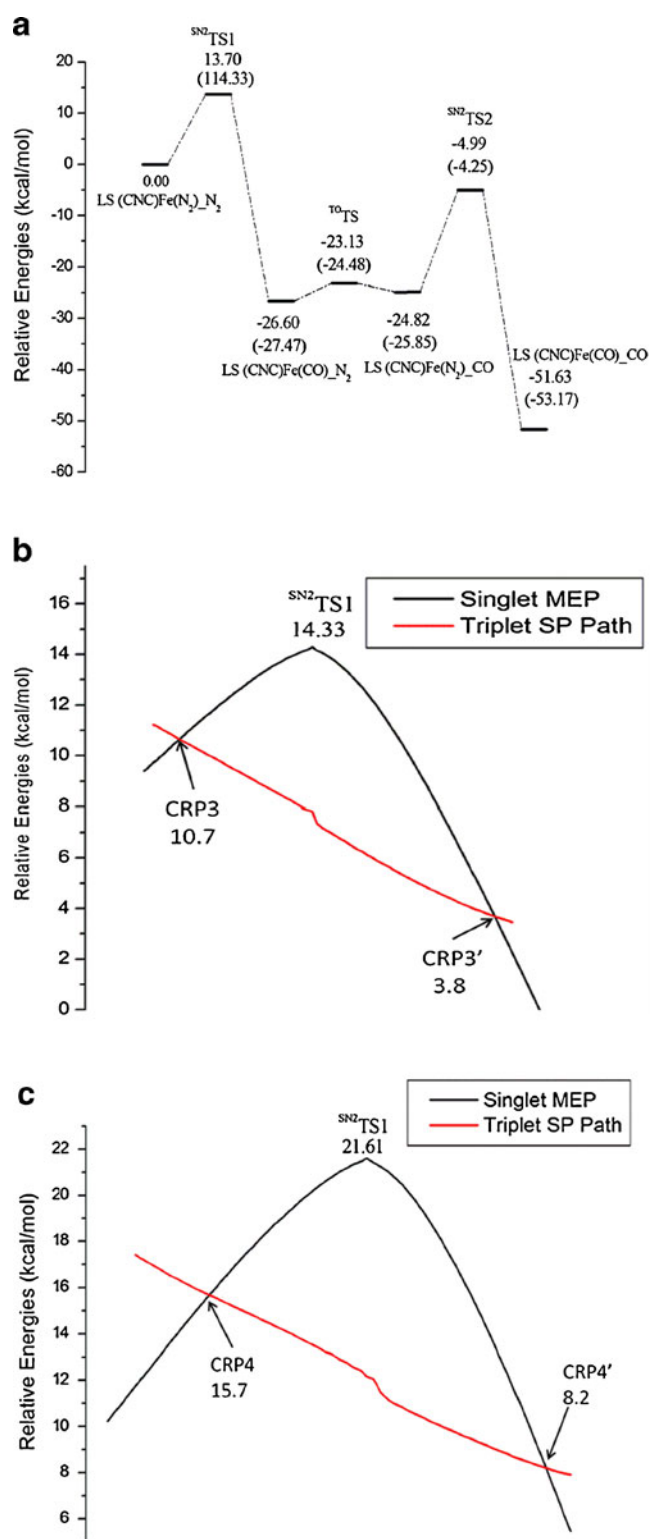 a
SN2TS1
13.70
(114.33)
20
10
0
-10
-20
-30
-40
-50
-60
Relative Energies (kcal/mol)
0.00
LS (CNC)Fe(N2)_N2
TOTS
-23.13
(-24.48)
SN2TS2
-4.99
(-4.25)
-26.60
(-27.47)
LS (CNC)Fe(CO)_N2
-24.82
(-25.85)
LS (CNC)Fe(N2)_CO
LS (CNC)Fe(CO)_CO
-51.63
(-53.17)
b
SN2TS1
14.33
Singlet MEP
Triplet SP Path
16
14
12
10
8
6
4
2
0
Relative Energies (kcal/mol)
CRP3
10.7
CRP3’
3.8
c
SN2TS1
21.61
Singlet MEP
Triplet SP Path
22
20
18
16
14
12
10
8
6
Relative Energies (kcal/mol)
CRP4
15.7
CRP4’
8.2